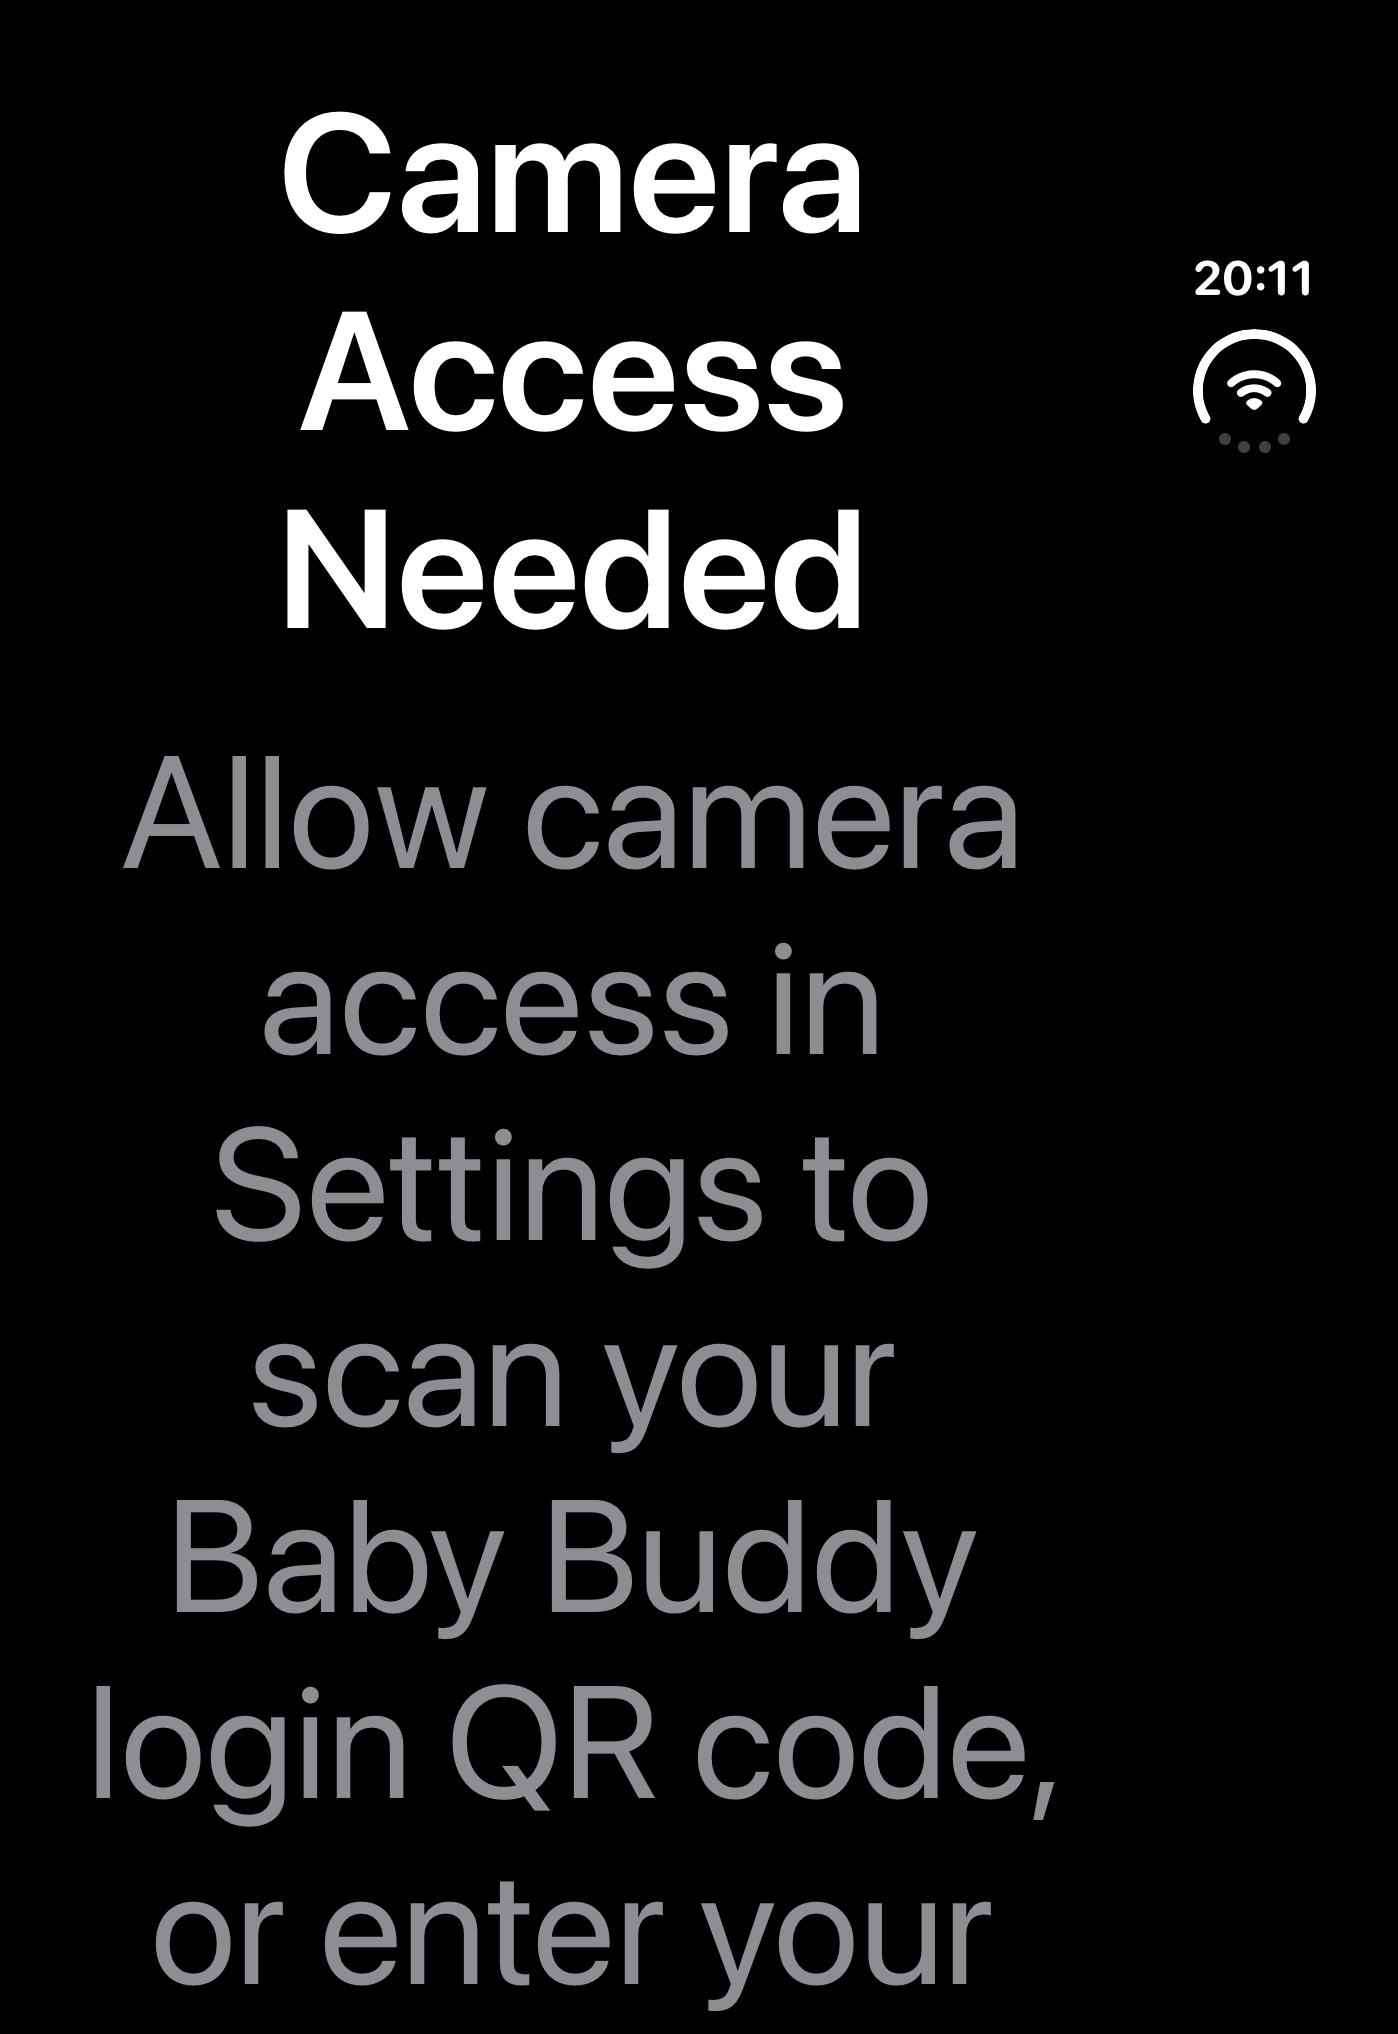 Camera
Access
Needed
20:11
Allow camera
access in
Settings to
scan your
Baby Buddy
login QR code,
or enter your